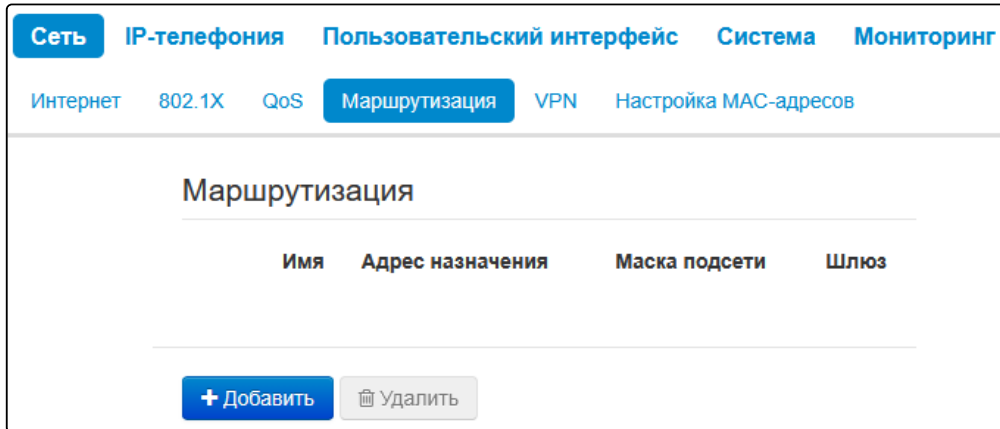 Сеть IP-телефония Пользовательский интерфейс Система Мониторинг
Интернет 802.1X QoS Маршрутизация VPN Настройка MAC-адресов
Маршрутизация
Имя Адрес назначения Маска подсети Шлюз
+ Добавить Удалить